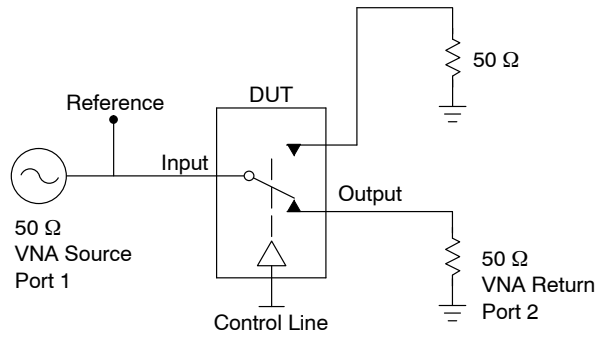 50 Ω
Reference
DUT
Input
Output
50 Ω
VNA Source
Port 1
50 Ω
VNA Return
Port 2
Control Line